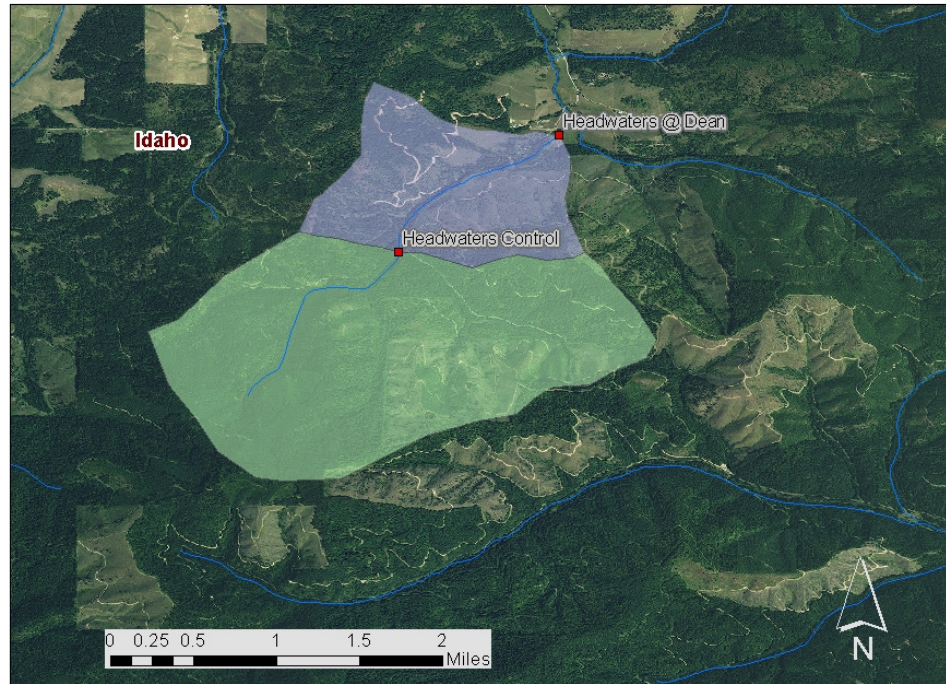 Headwaters @ Dean
Idaho
Headwaters Control
0 0.25 0.5 1 1.5 2
Miles
N